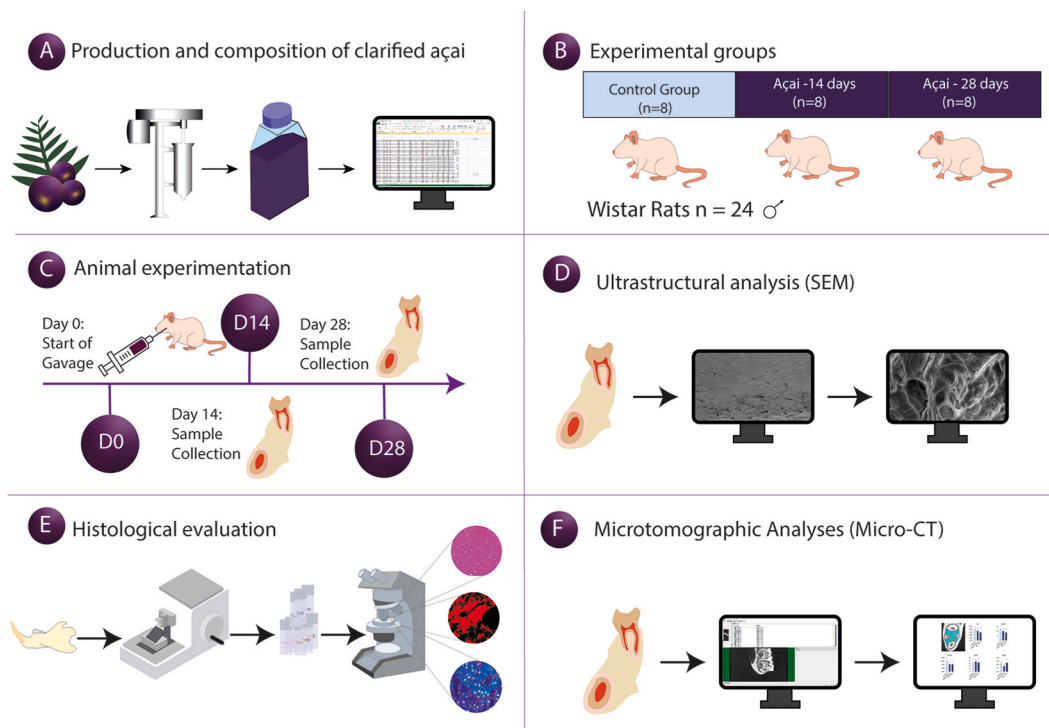 A Production and composition of clarified açai
B Experimental groups
Control Group
(n=8)
Açai -14 days
(n=8)
Açai - 28 days
(n=8)
Wistar Rats n = 24 ♂
C Animal experimentation
Day 0:
Start of
Gavage
D14
Day 28:
Sample
Collection
D0
Day 14:
Sample
Collection
D28
D Ultrastructural analysis (SEM)
E Histological evaluation
F Microtomographic Analyses (Micro-CT)